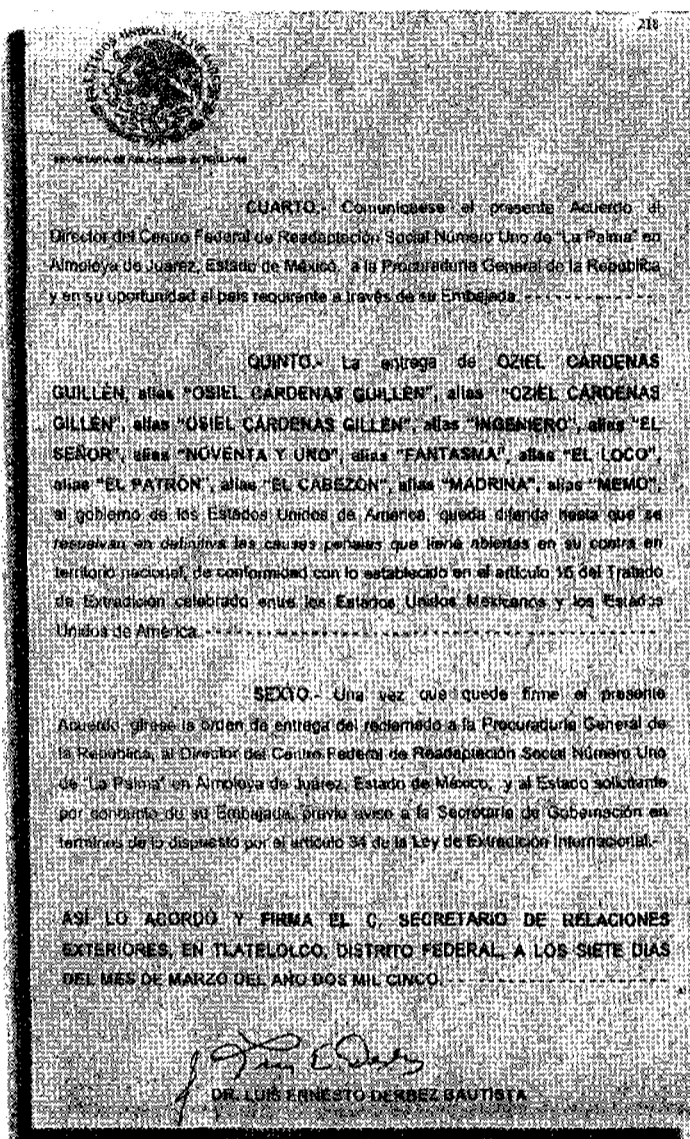 218
ESTADOS UNIDOS MEXICANOS
SECRETARIA DE RELACIONES EXTERIORES
CUARTO.- Comuníquese el presente Acuerdo al
Director del Centro Federal de Readaptación Social Número Uno de "La Palma" en
Almoloya de Juárez, Estado de México, a la Procuraduría General de la República
y en su oportunidad al país requirente a través de su Embajada. - - - - - - - - - - - - - - -
QUINTO.- La entrega de OZIEL CÁRDENAS
GUILLÉN, alias "OSIEL CÁRDENAS GUILLÉN", alias "OZIEL CÁRDENAS
GILLÉN", alias "OSIEL CÁRDENAS GILLÉN", alias "INGENIERO", alias "EL
SEÑOR", alias "NOVENTA Y UNO", alias "FANTASMA", alias "EL LOCO",
alias "EL PATRÓN", alias "EL CABEZÓN", alias "MADRINA", alias "MEMO",
al gobierno de los Estados Unidos de América, queda diferida hasta que se
resuelvan en definitiva las causas penales que tiene abiertas en su contra en
territorio nacional, de conformidad con lo establecido en el artículo 15 del Tratado
de Extradición celebrado entre los Estados Unidos Mexicanos y los Estados
Unidos de América. - - - - - - - - - - - - - - - - - - - - - - - - - - - - - - - - - - - - - - - - -
SEXTO.- Una vez que quede firme el presente
Acuerdo, gírese la orden de entrega del reclamado a la Procuraduría General de
la República, al Director del Centro Federal de Readaptación Social Número Uno
de "La Palma" en Almoloya de Juárez, Estado de México, y al Estado solicitante
por conducto de su Embajada, previo aviso a la Secretaría de Gobernación en
terminos de lo dispuesto por el artículo 34 de la Ley de Extradición Internacional.-
ASÍ LO ACORDÓ Y FIRMA EL C. SECRETARIO DE RELACIONES
EXTERIORES, EN TLATELOLCO, DISTRITO FEDERAL, A LOS SIETE DIAS
DEL MES DE MARZO DEL AÑO DOS MIL CINCO. - - - - - - - - - - - - - - - - - -
DR. LUIS ERNESTO DERBEZ BAUTISTA